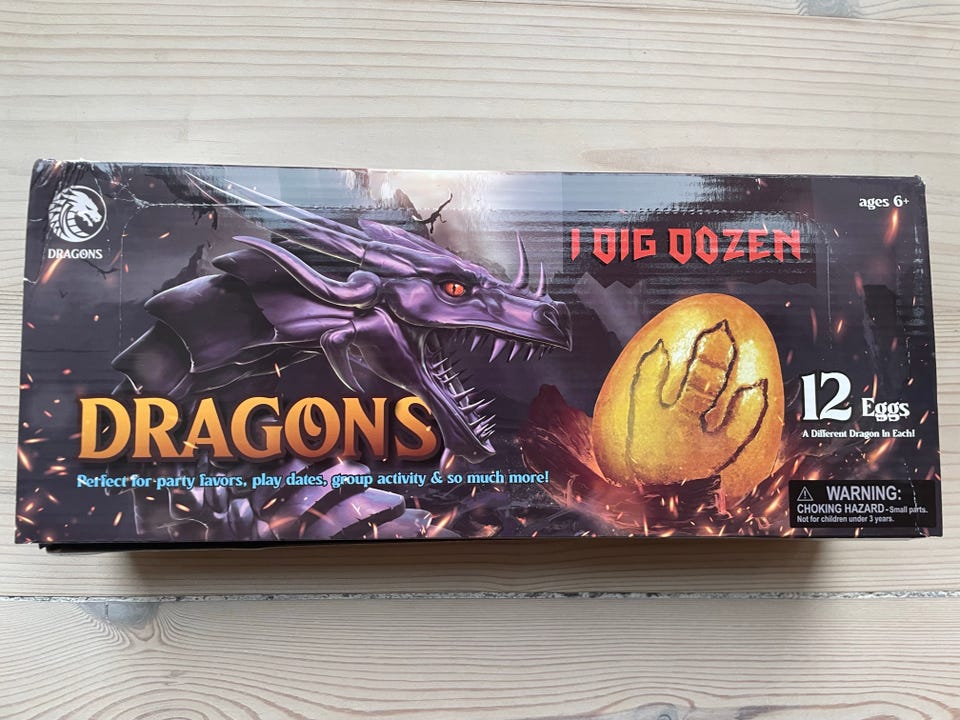 DRAGONS
ages 6+
I DIG DOZEN
DRAGONS
Perfect for party favors, play dates, group activity & so much more!
12 Eggs
A Different Dragon In Each!
WARNING:
CHOKING HAZARD - Small parts.
Not for children under 3 years.